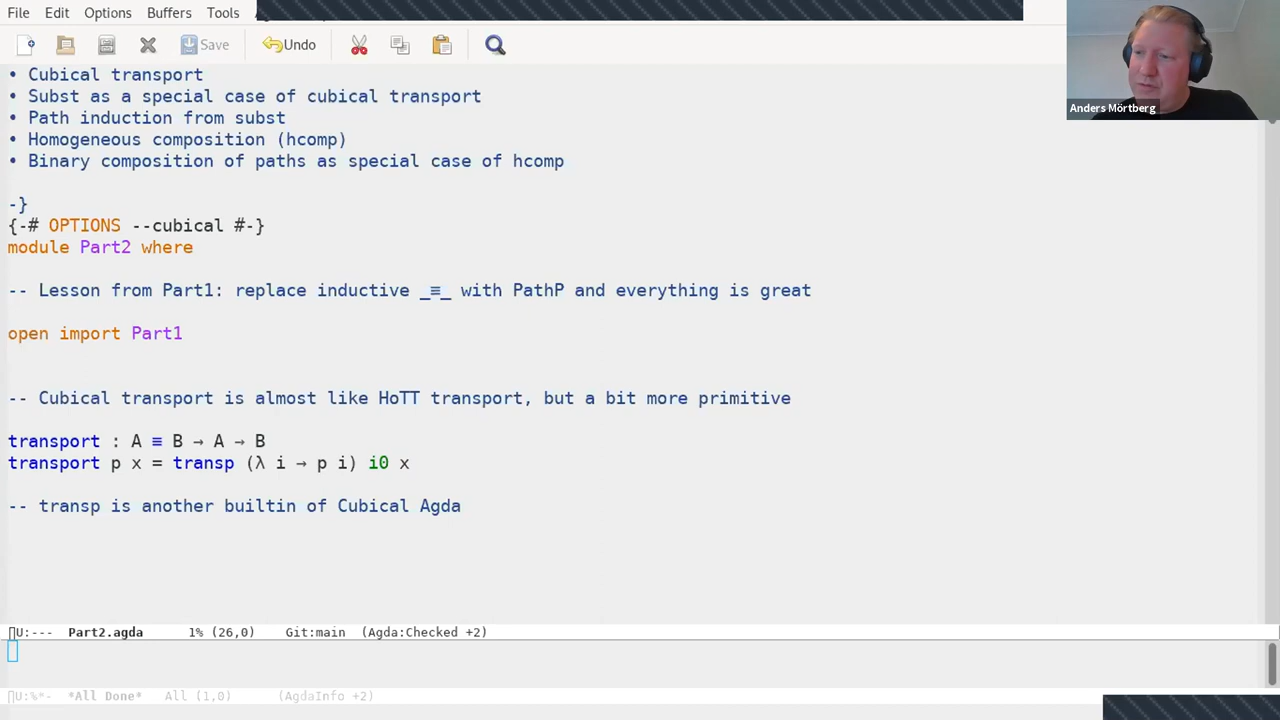 File Edit Options Buffers Tools
Save Undo
• Cubical transport
• Subst as a special case of cubical transport
• Path induction from subst
• Homogeneous composition (hcomp)
• Binary composition of paths as special case of hcomp
-}
{-# OPTIONS --cubical #-}
module Part2 where
-- Lesson from Part1: replace inductive _≡_ with PathP and everything is great
open import Part1
-- Cubical transport is almost like HoTT transport, but a bit more primitive
transport : A ≡ B → A → B
transport p x = transp (λ i → p i) i0 x
-- transp is another builtin of Cubical Agda
U:--- Part2.agda 1% (26,0) Git:main (Agda:Checked +2)
U:%*- *All Done* All (1,0) (AgdaInfo +2)
Anders Mörtberg